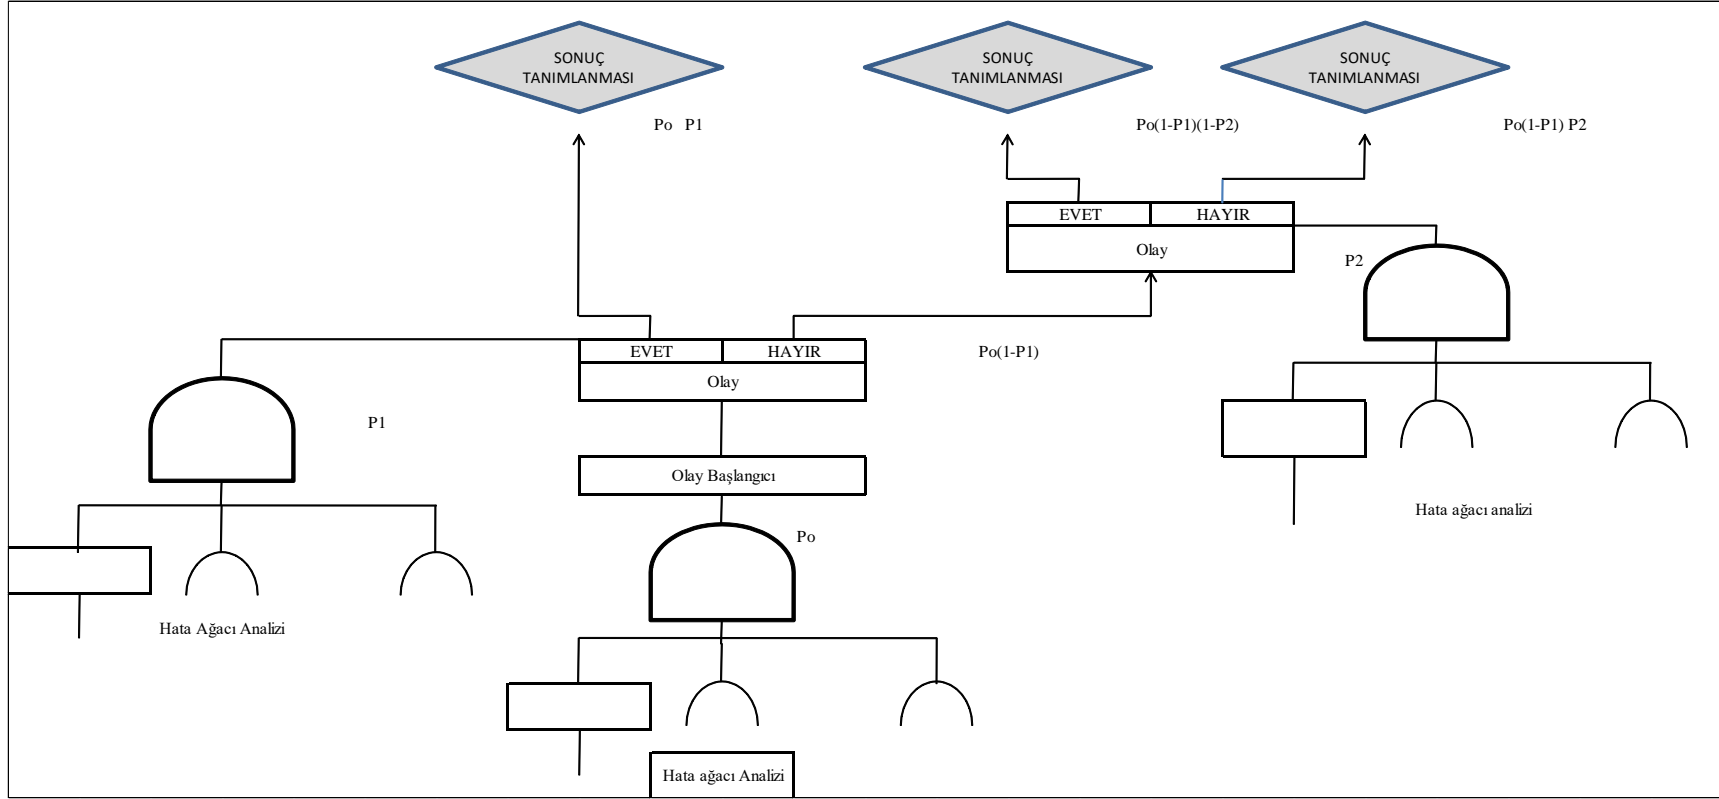 SONUÇ
TANIMLANMASI
SONUÇ
TANIMLANMASI
SONUÇ
TANIMLANMASI
Po P1
Po(1-P1)(1-P2)
Po(1-P1) P2
EVET
HAYIR
Olay
P2
EVET
HAYIR
Po(1-P1)
Olay
P1
Olay Başlangıcı
Hata ağacı analizi
Po
Hata Ağacı Analizi
Hata ağacı Analizi